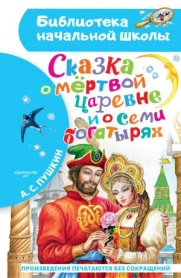 Библиотека
начальной школы
Сказка
о мёртвой
царевне
и о семи
богатырях
А. С. ПУШКИН
ПРОИЗВЕДЕНИЯ ПЕЧАТАЮТСЯ БЕЗ СОКРАЩЕНИЙ